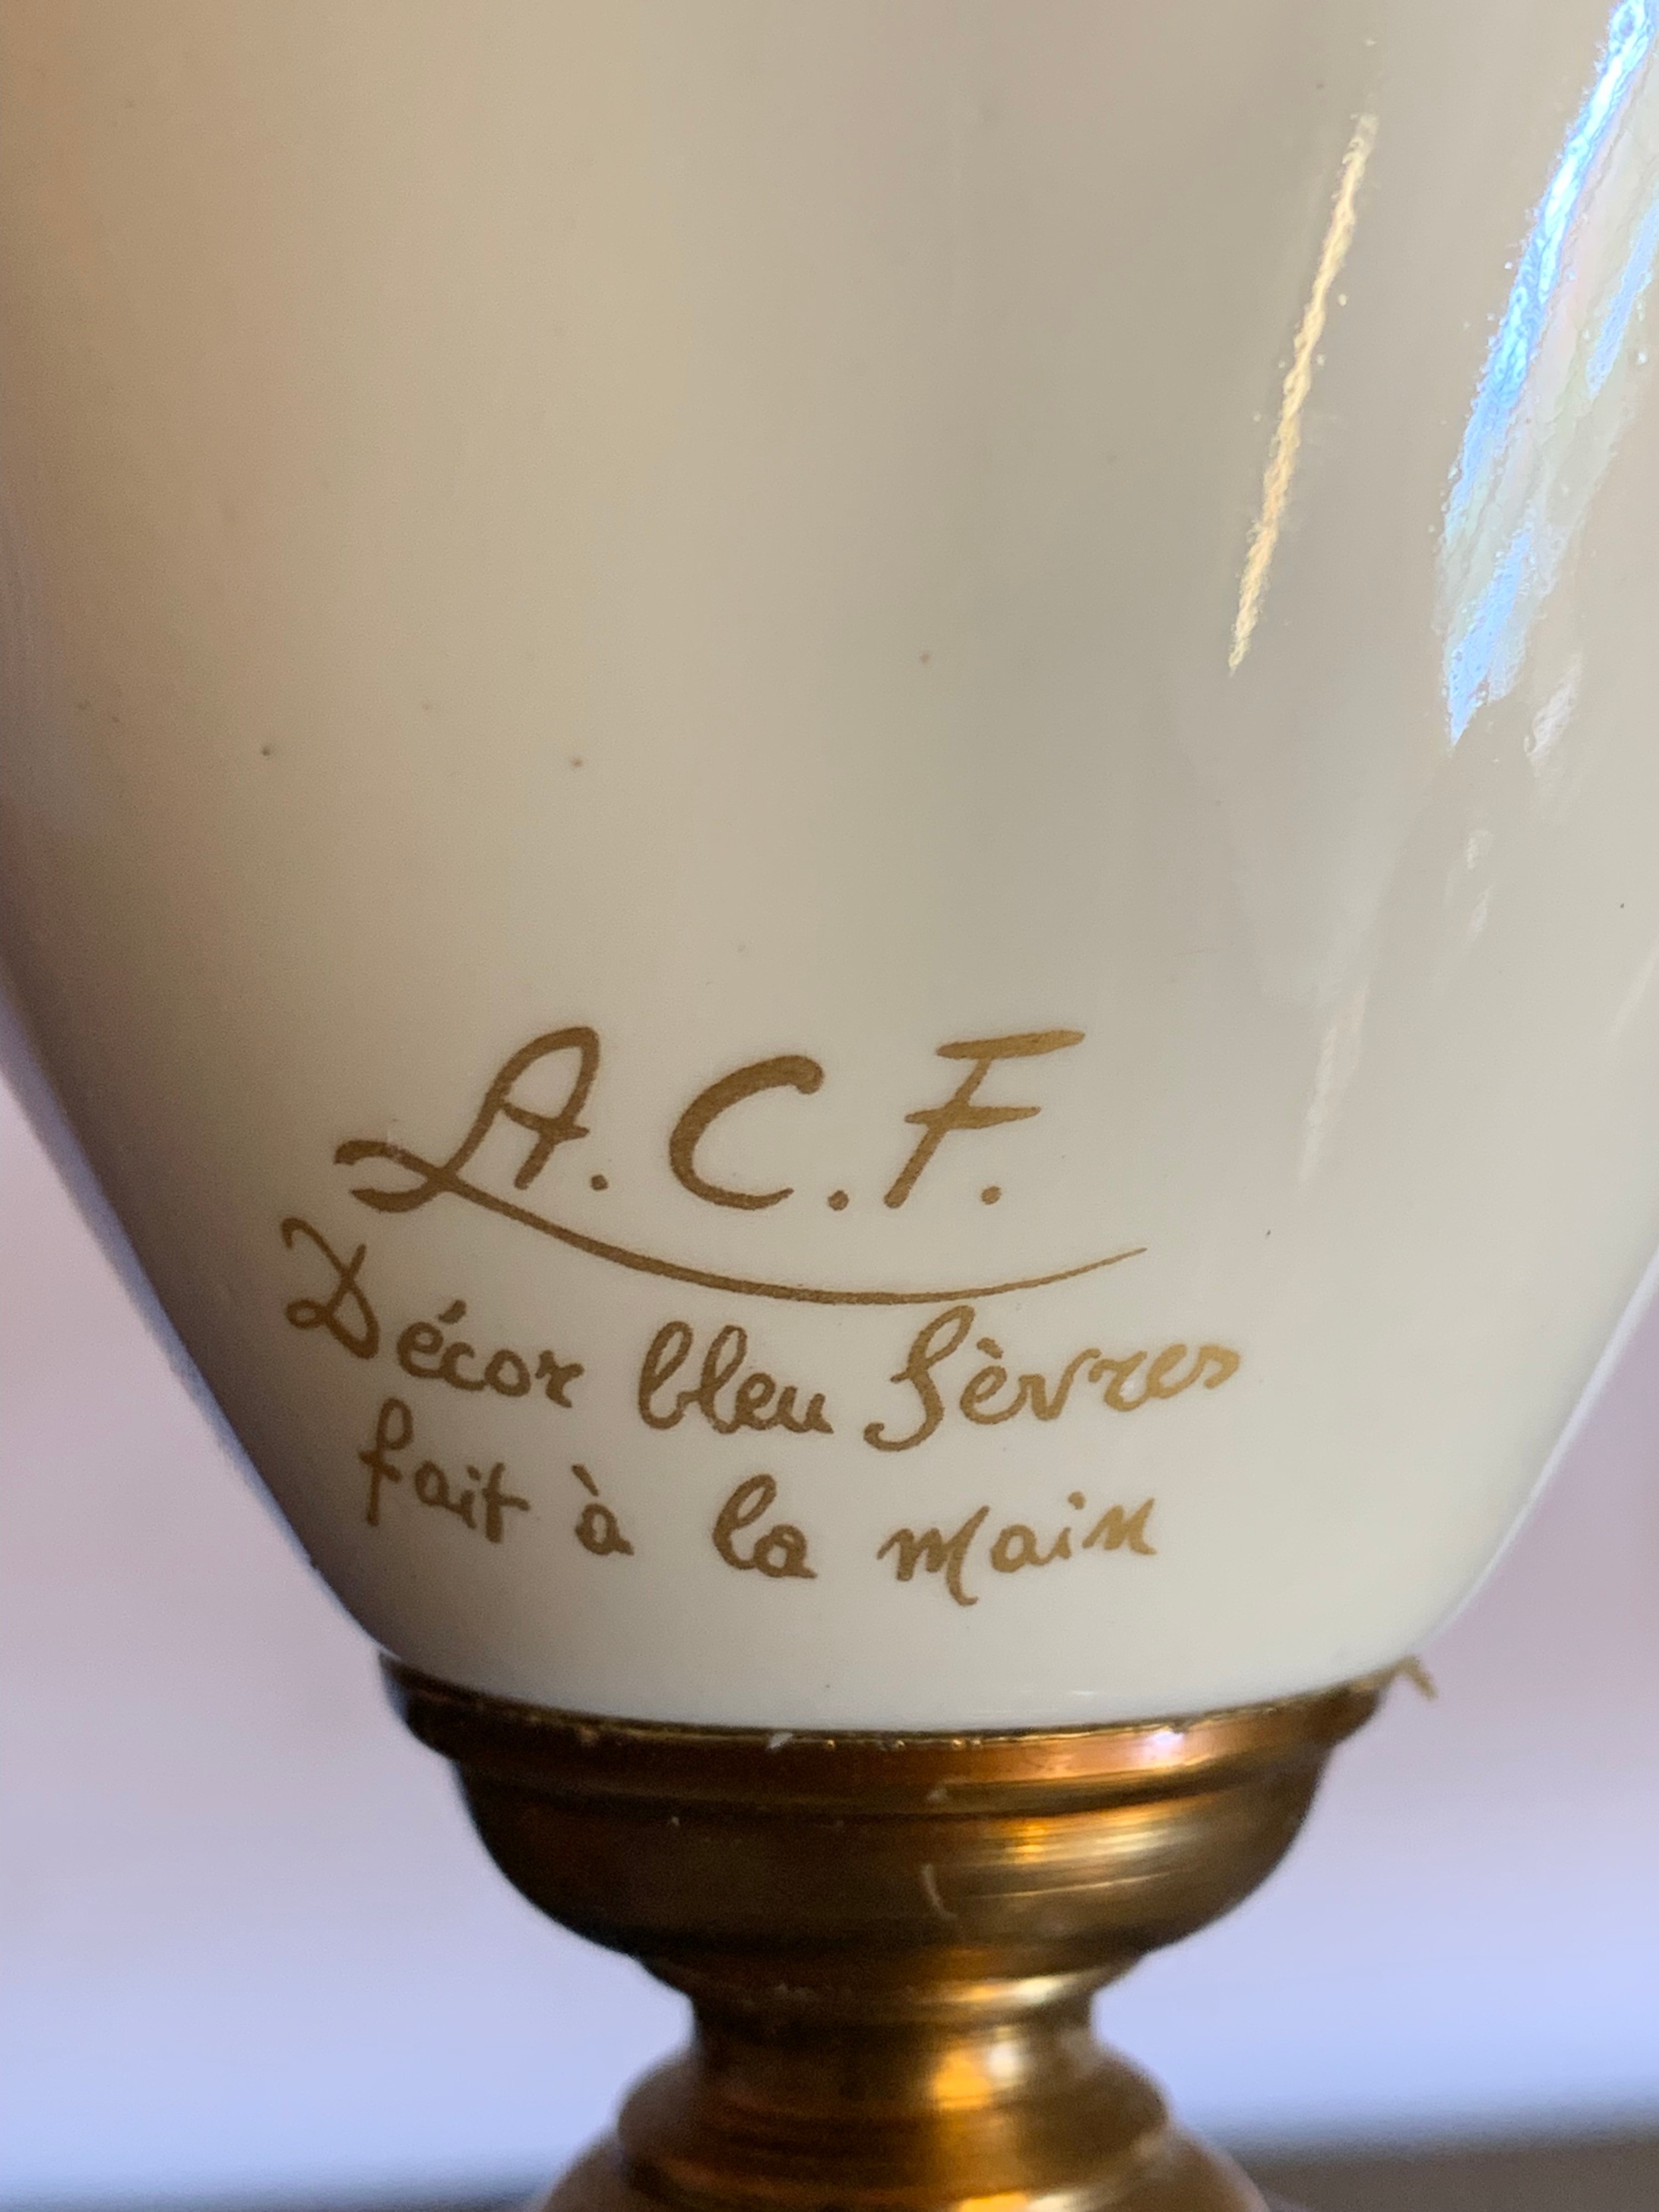 A.C.F.
Décor bleu Sèvres
fait à la main